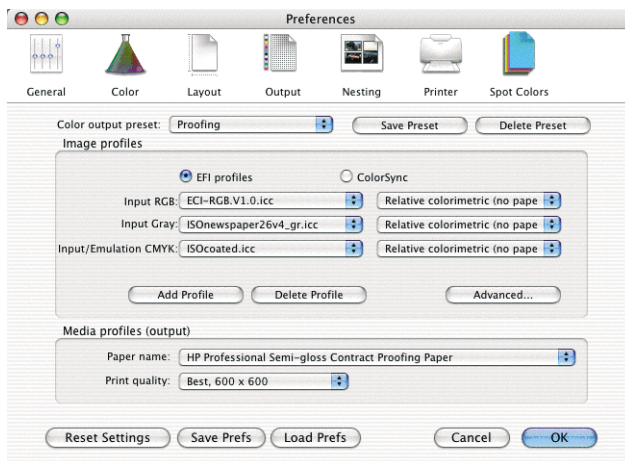 Preferences
General Color Layout Output Nesting Printer Spot Colors
Color output preset: Proofing Save Preset Delete Preset
Image profiles
EFI profiles ColorSync
Input RGB: ECI-RGB.V1.0.icc Relative colorimetric (no pape
Input Gray: ISOnewspaper26v4_gr.icc Relative colorimetric (no pape
Input/Emulation CMYK: ISOcoated.icc Relative colorimetric (no pape
Add Profile Delete Profile Advanced...
Media profiles (output)
Paper name: HP Professional Semi-gloss Contract Proofing Paper
Print quality: Best, 600 x 600
Reset Settings Save Prefs Load Prefs Cancel OK